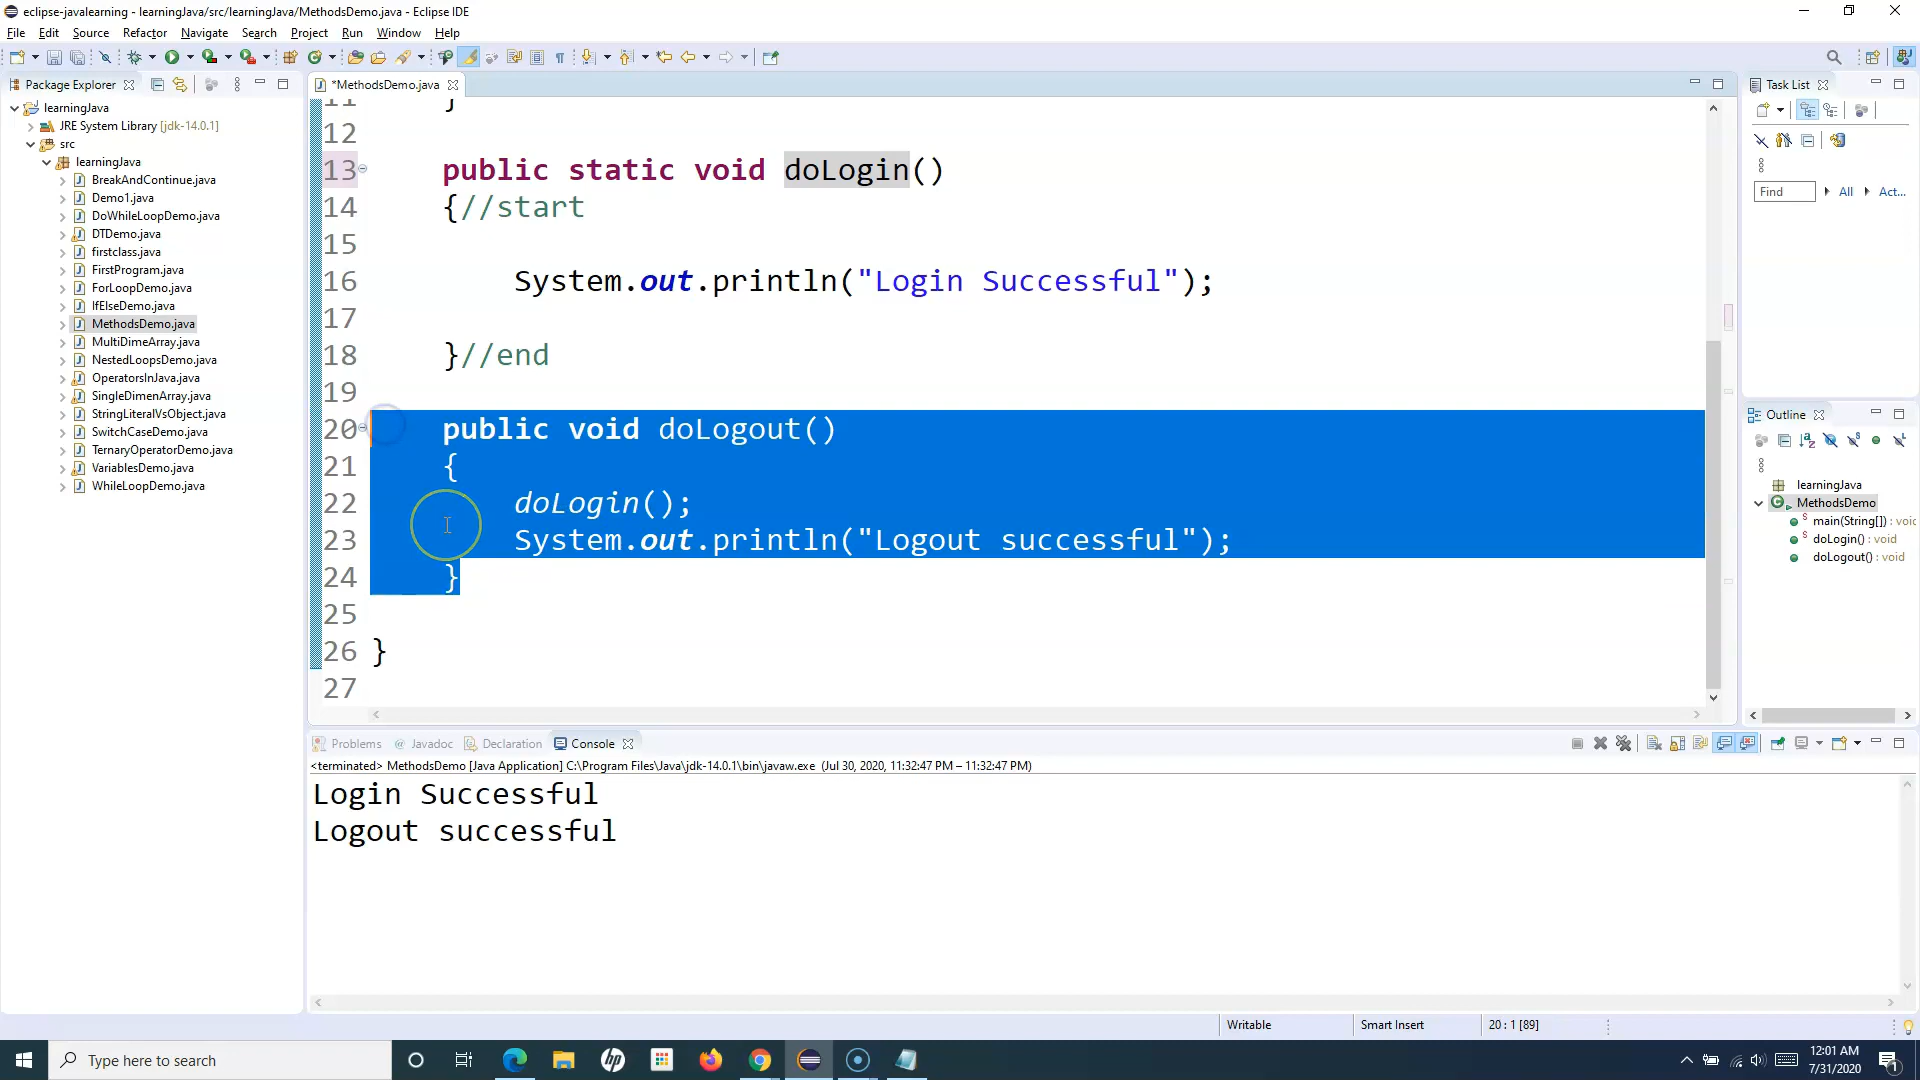 eclipse-javalearning - learningJava/src/learningJava/MethodsDemo.java - Eclipse IDE
File Edit Source Refactor Navigate Search Project Run Window Help
Package Explorer
learningJava
JRE System Library [jdk-14.0.1]
src
learningJava
BreakAndContinue.java
Demo1.java
DoWhileLoopDemo.java
DTDemo.java
firstclass.java
FirstProgram.java
ForLoopDemo.java
IfElseDemo.java
MethodsDemo.java
MultiDimeArray.java
NestedLoopsDemo.java
OperatorsInJava.java
SingleDimenArray.java
StringLiteralVsObject.java
SwitchCaseDemo.java
TernaryOperatorDemo.java
VariablesDemo.java
WhileLoopDemo.java
*MethodsDemo.java
11 }
12
13 public static void doLogin()
14 {//start
15
16 System.out.println("Login Successful");
17
18 }//end
19
20 public void doLogout()
21 {
22 doLogin();
23 System.out.println("Logout successful");
24 }
25
26 }
27
Task List
Find All Act...
Outline
learningJava
MethodsDemo
main(String[]) : void
doLogin() : void
doLogout() : void
Problems Javadoc Declaration Console
<terminated> MethodsDemo [Java Application] C:\Program Files\Java\jdk-14.0.1\bin\javaw.exe (Jul 30, 2020, 11:32:47 PM – 11:32:47 PM)
Login Successful
Logout successful
Writable Smart Insert 20 : 1 [89]
Type here to search
12:01 AM
7/31/2020
1